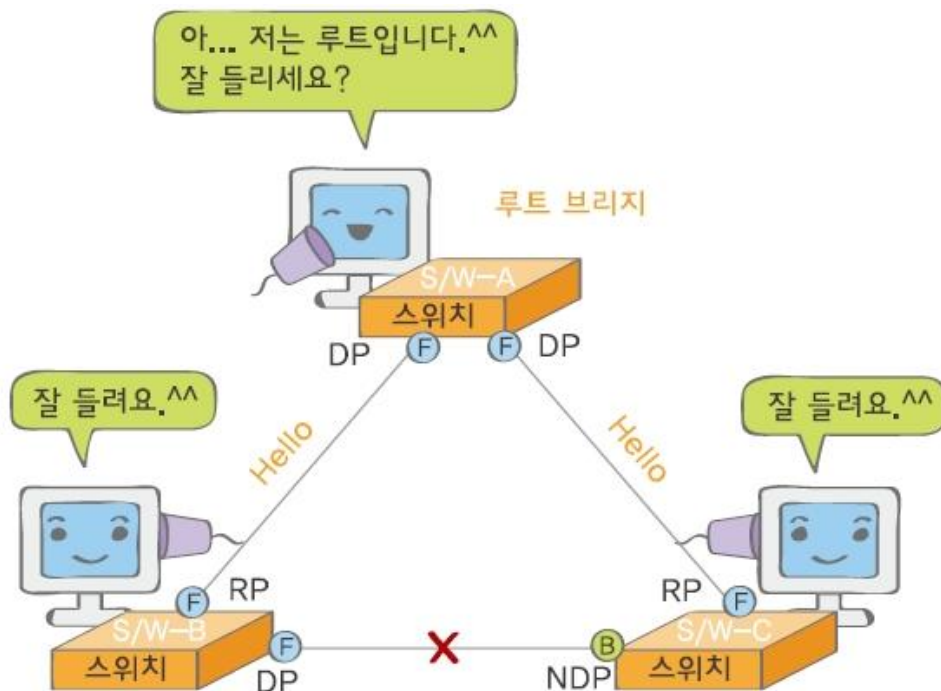 아... 저는 루트입니다.^^
잘 들리세요?
루트 브리지
S/W-A
스위치
DP F F DP
잘 들려요.^^
잘 들려요.^^
Hello
Hello
F RP
RP F
S/W-B
S/W-C
스위치
F
DP
B
NDP
스위치